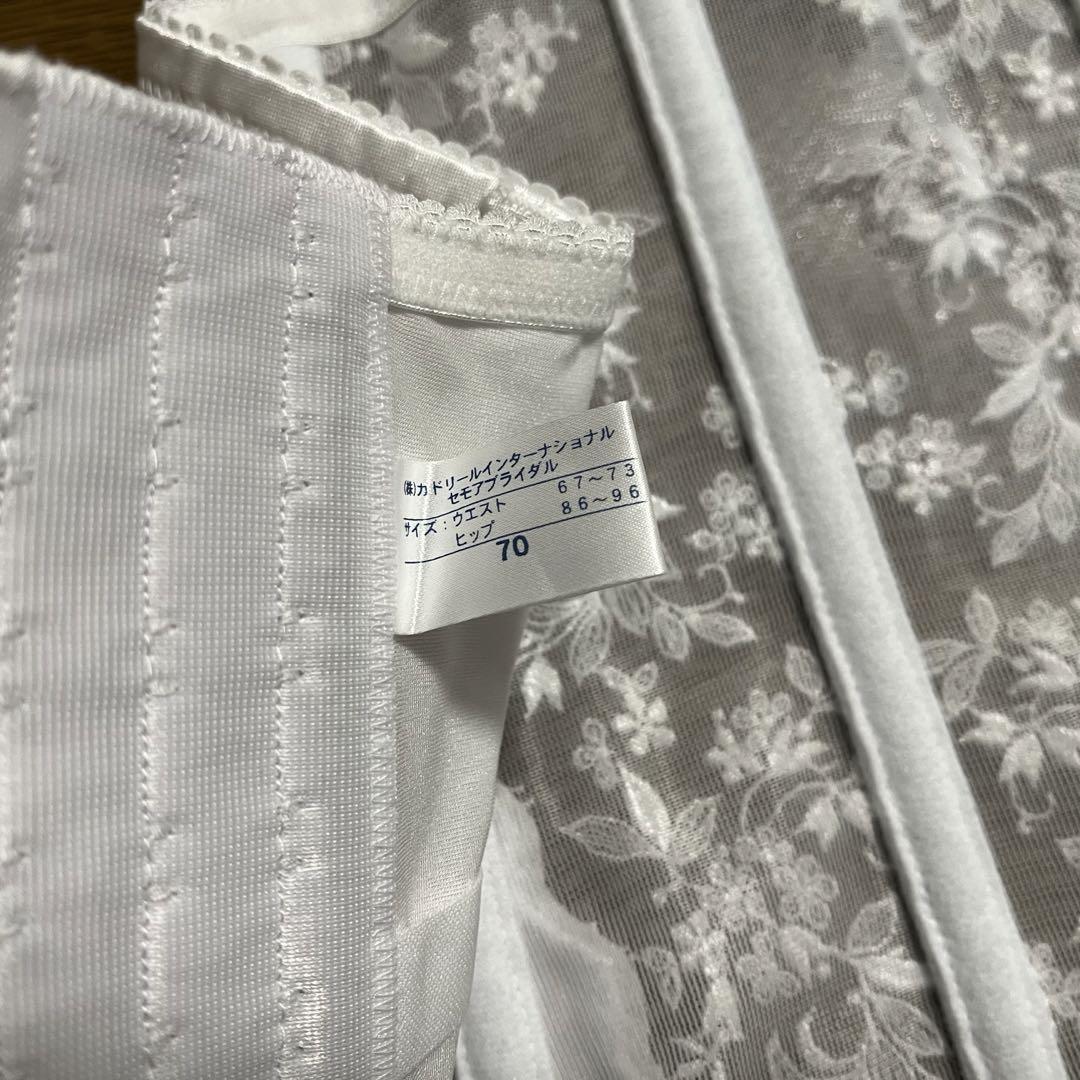 (株)カドリールインターナショナル
セモアブライダル
サイズ：ウエスト 67〜73
ヒップ 86〜96
70